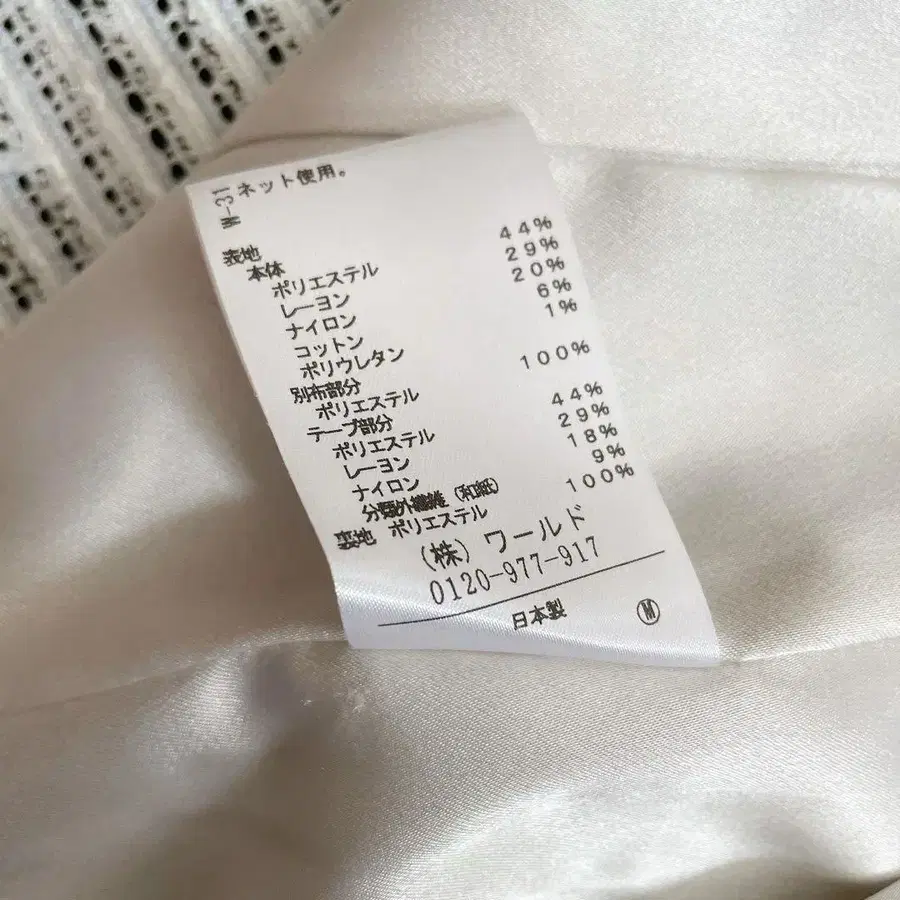 W-31 ネット使用。
表地
本体
ポリエステル 44%
レーヨン 29%
ナイロン 20%
コットン 6%
ポリウレタン 1%
別布部分
ポリエステル 100%
テープ部分
ポリエステル 44%
レーヨン 29%
ナイロン 18%
分類外繊維(和紙) 9%
裏地 ポリエステル 100%
(株)ワールド
0120-977-917
日本製 M